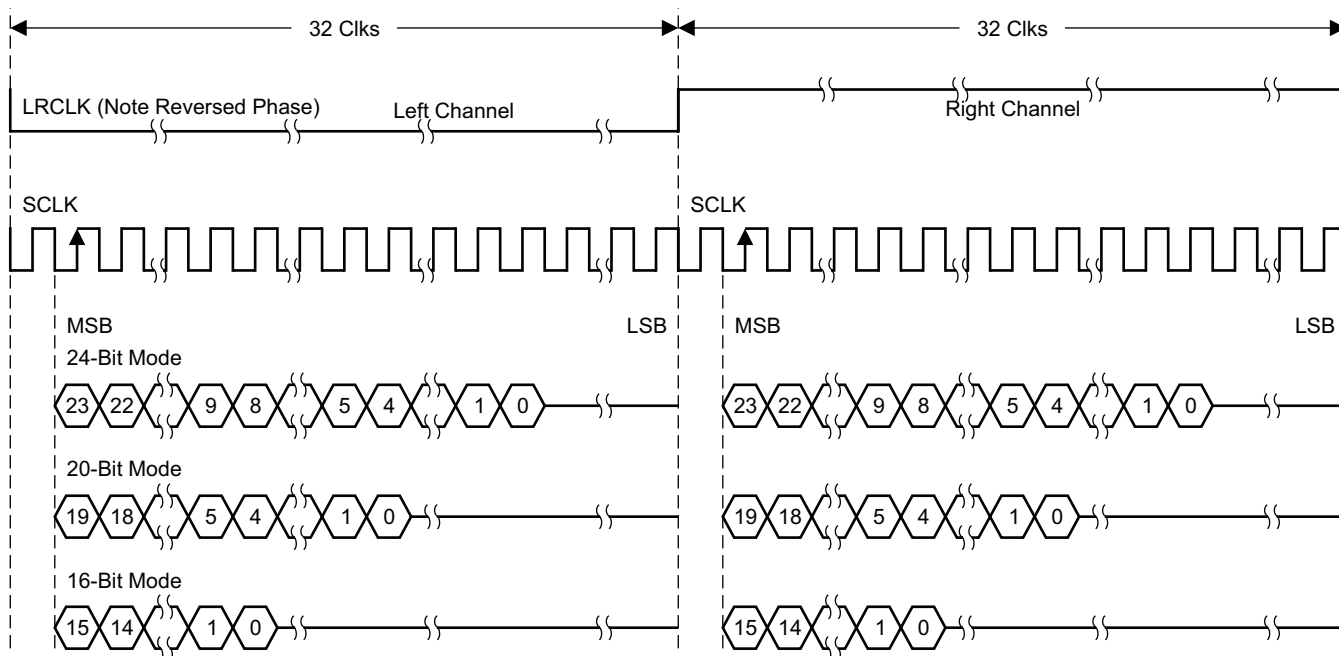 32 Clks 32 Clks
LRCLK (Note Reversed Phase) Left Channel Right Channel
SCLK SCLK
MSB LSB MSB LSB
24-Bit Mode
23 22 9 8 5 4 1 0 23 22 9 8 5 4 1 0
20-Bit Mode
19 18 5 4 1 0 19 18 5 4 1 0
16-Bit Mode
15 14 1 0 15 14 1 0